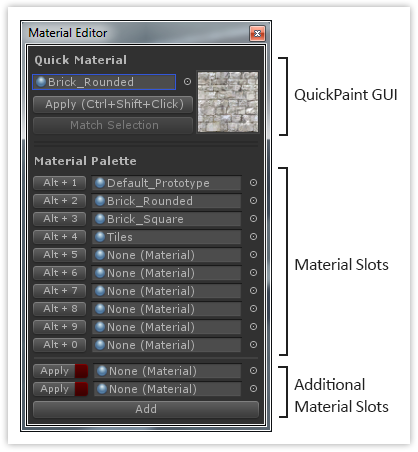 Material Editor
Quick Material
Brick_Rounded
Apply (Ctrl+Shift+Click)
Match Selection
QuickPaint GUI
Material Palette
Alt + 1 Default_Prototype
Alt + 2 Brick_Rounded
Alt + 3 Brick_Square
Alt + 4 Tiles
Alt + 5 None (Material)
Alt + 6 None (Material)
Alt + 7 None (Material)
Alt + 8 None (Material)
Alt + 9 None (Material)
Alt + 0 None (Material)
Material Slots
Apply None (Material)
Apply None (Material)
Add
Additional
Material Slots